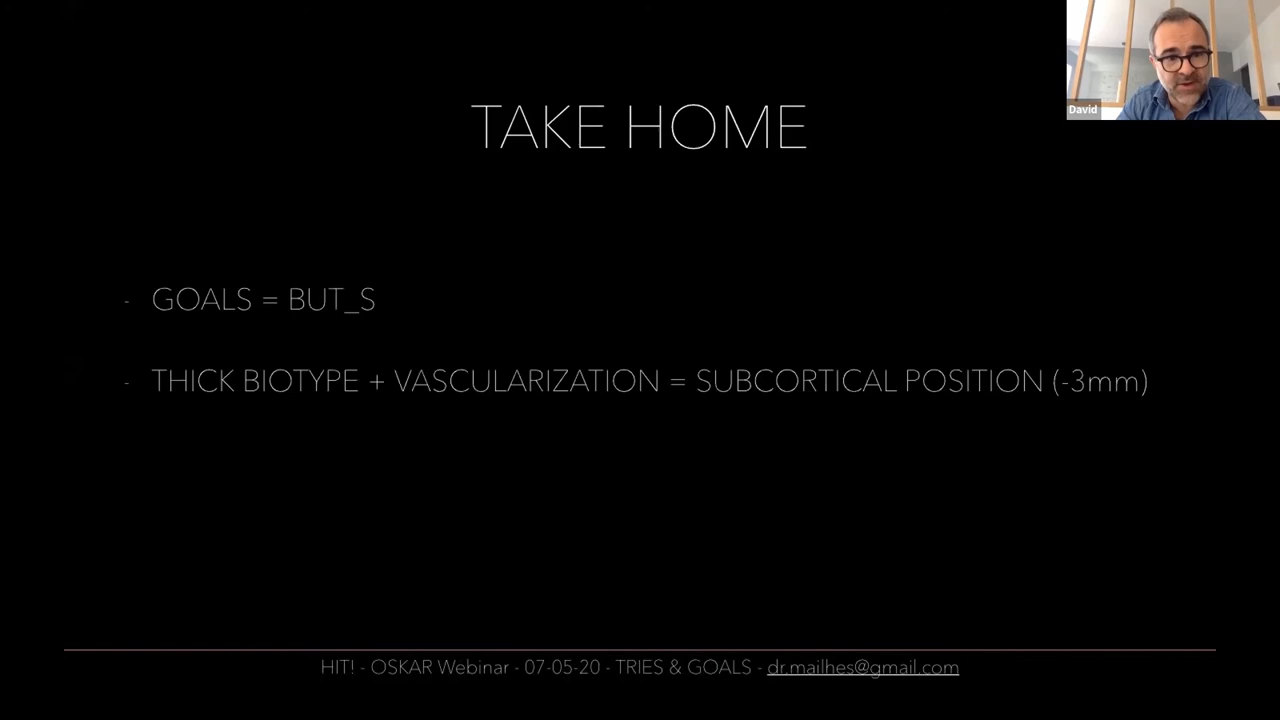 David
TAKE HOME
- GOALS = BUT_S
- THICK BIOTYPE + VASCULARIZATION = SUBCORTICAL POSITION (-3mm)
HIT! - OSKAR Webinar - 07-05-20 - TRIES & GOALS - dr.mailhes@gmail.com